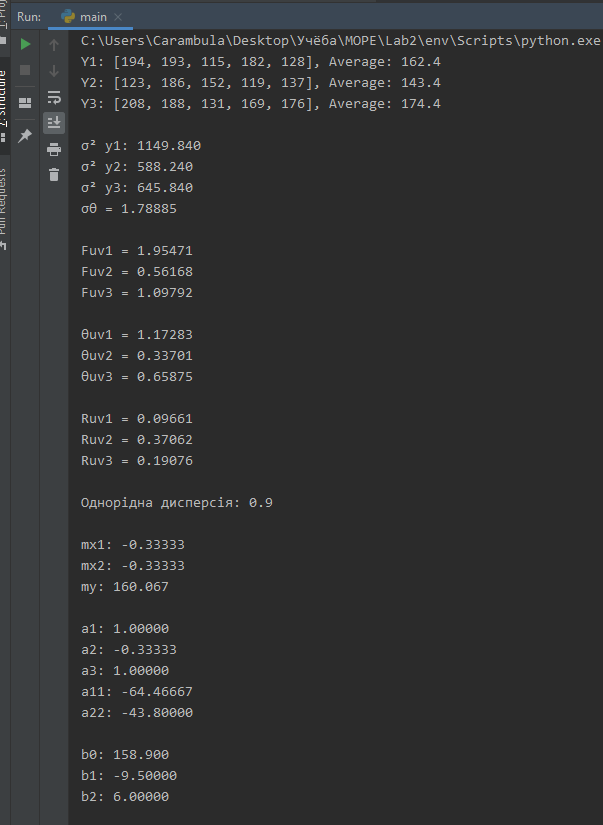 Run: main
C:\Users\Carambula\Desktop\Учёба\MOPE\Lab2\env\Scripts\python.exe
Y1: [194, 193, 115, 182, 128], Average: 162.4
Y2: [123, 186, 152, 119, 137], Average: 143.4
Y3: [208, 188, 131, 169, 176], Average: 174.4
σ² y1: 1149.840
σ² y2: 588.240
σ² y3: 645.840
σθ = 1.78885
Fuv1 = 1.95471
Fuv2 = 0.56168
Fuv3 = 1.09792
θuv1 = 1.17283
θuv2 = 0.33701
θuv3 = 0.65875
Ruv1 = 0.09661
Ruv2 = 0.37062
Ruv3 = 0.19076
Однорідна дисперсія: 0.9
mx1: -0.33333
mx2: -0.33333
my: 160.067
a1: 1.00000
a2: -0.33333
a3: 1.00000
a11: -64.46667
a22: -43.80000
b0: 158.900
b1: -9.50000
b2: 6.00000
Z: Structure
Pull Requests